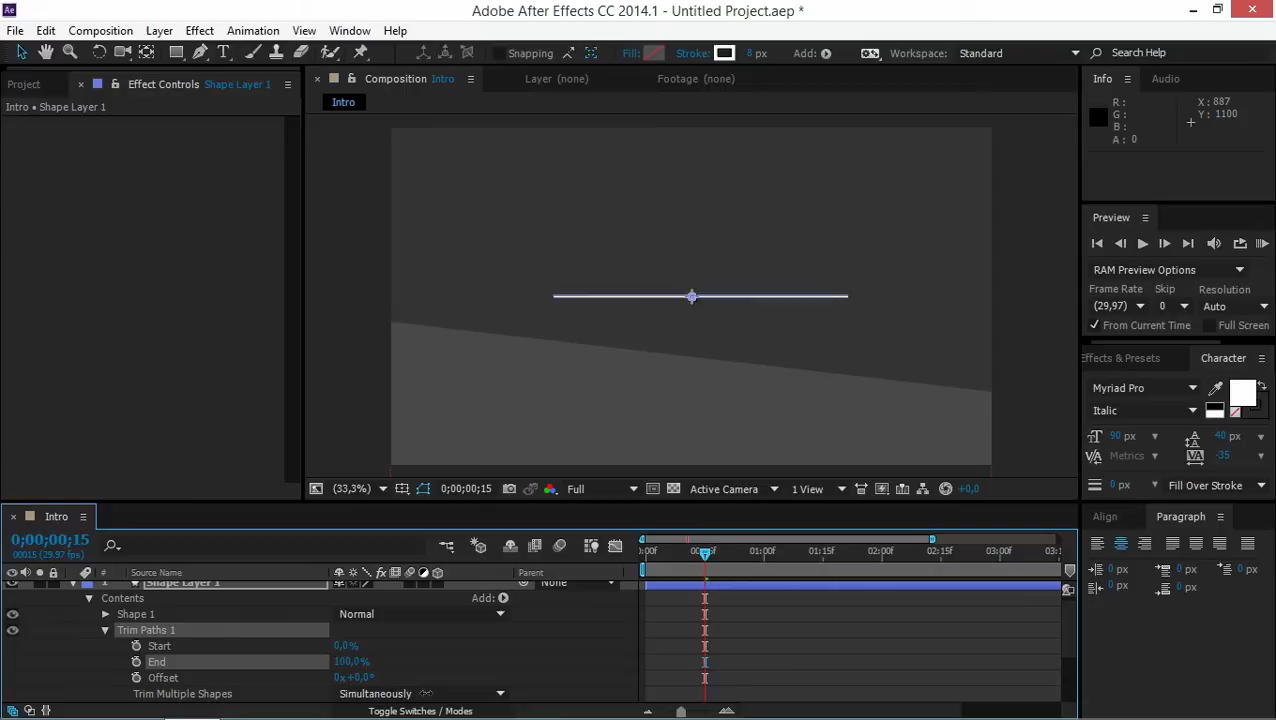 Adobe After Effects CC 2014.1 - Untitled Project.aep *
File Edit Composition Layer Effect Animation View Window Help
Snapping Fill: Stroke: 8 px Add: Workspace: Standard Search Help
Project Effect Controls Shape Layer 1
Intro • Shape Layer 1
Composition Intro Layer (none) Footage (none)
Intro
Info Audio
R : X : 887
G : Y : 1100
B :
A : 0
Preview
RAM Preview Options
Frame Rate Skip Resolution
(29,97) 0 Auto
From Current Time Full Screen
Effects & Presets Character
Myriad Pro
Italic
90 px 40 px
Metrics -35
0 px Fill Over Stroke
(33,3%) 0;00;00;15 Full Active Camera 1 View +0,0
Intro
0;00;00;15
00015 (29.97 fps)
:00F 00:15F 01:00F 01:15F 02:00F 02:15F 03:00F 03:1
# Source Name Parent
1 Shape Layer 1 None
Contents Add:
Shape 1 Normal
Trim Paths 1
Start 0,0%
End 100,0%
Offset 0x+0,0°
Trim Multiple Shapes Simultaneously
Toggle Switches / Modes
Align Paragraph
0 px 0 px 0 px
0 px 0 px